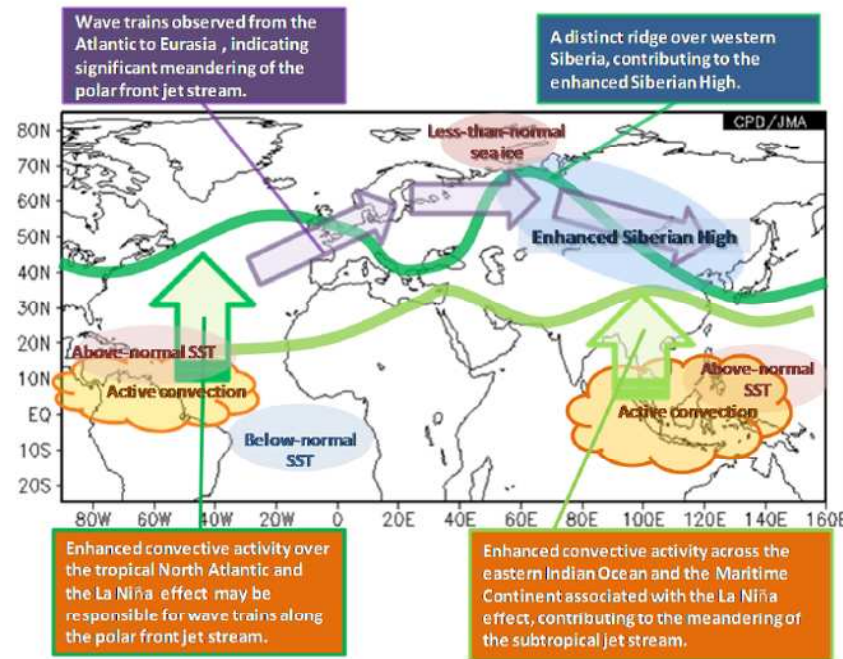 Wave trains observed from the
Atlantic to Eurasia , indicating
significant meandering of the
polar front jet stream.
A distinct ridge over western
Siberia, contributing to the
enhanced Siberian High.
CPD/JMA
80N
70N
60N
50N
40N
30N
20N
10N
EQ
10S
20S
Less-than-normal
sea ice
Enhanced Siberian High
Above-normal SST
Active convection
Below-normal
SST
Above-normal
SST
Active convection
80W 60W 40W 20W 0 20E 40E 60E 80E 100E 120E 140E 160E
Enhanced convective activity over
the tropical North Atlantic and
the La Niña effect may be
responsible for wave trains along
the polar front jet stream.
Enhanced convective activity across the
eastern Indian Ocean and the Maritime
Continent associated with the La Niña
effect, contributing to the meandering of
the subtropical jet stream.